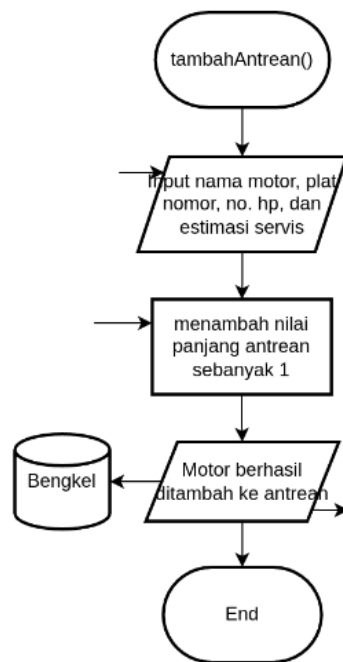 tambahAntrean()
Input nama motor, plat
nomor, no. hp, dan
estimasi servis
menambah nilai
panjang antrean
sebanyak 1
Motor berhasil
ditambah ke antrean
Bengkel
End